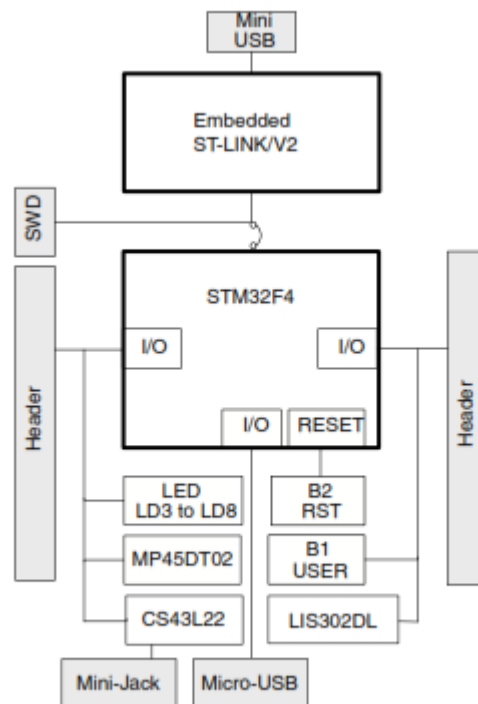 Mini
USB
Embedded
ST-LINK/V2
SWD
STM32F4
I/O
I/O
Header
Header
I/O
RESET
LED
LD3 to LD8
B2
RST
MP45DT02
B1
USER
CS43L22
LIS302DL
Mini-Jack
Micro-USB